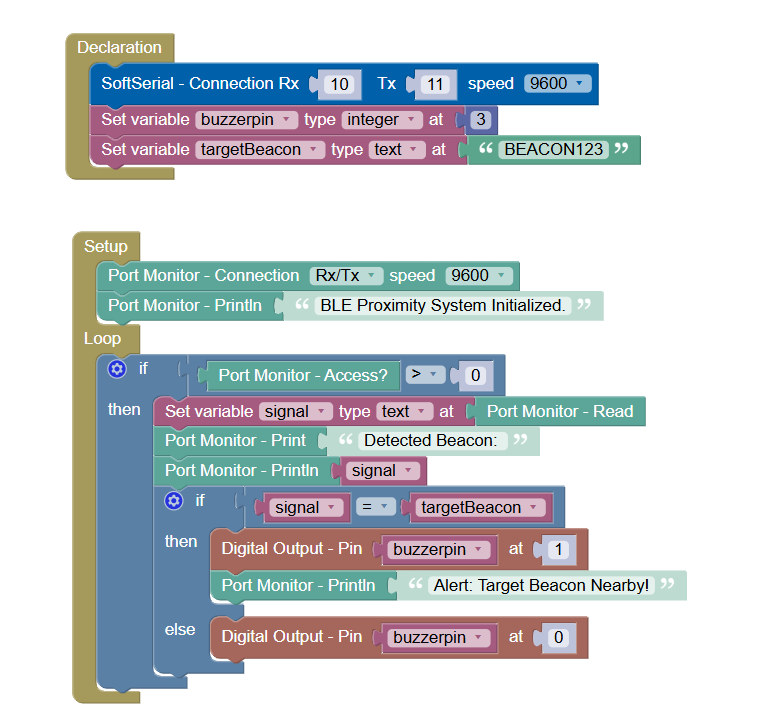 Declaration
SoftSerial - Connection Rx 10 Tx 11 speed 9600
Set variable buzzerpin type integer at 3
Set variable targetBeacon type text at “ BEACON123 ”
Setup
Port Monitor - Connection Rx/Tx speed 9600
Port Monitor - Println “ BLE Proximity System Initialized. ”
Loop
if Port Monitor - Access? > 0
then Set variable signal type text at Port Monitor - Read
Port Monitor - Print “ Detected Beacon: ”
Port Monitor - Println signal
if signal = targetBeacon
then Digital Output - Pin buzzerpin at 1
Port Monitor - Println “ Alert: Target Beacon Nearby! ”
else Digital Output - Pin buzzerpin at 0